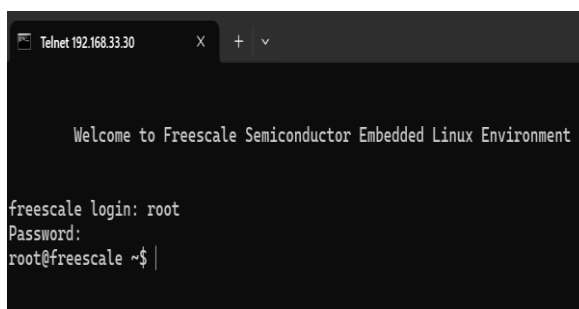 Telnet 192.168.33.30
Welcome to Freescale Semiconductor Embedded Linux Environment
freescale login: root
Password:
root@freescale ~$